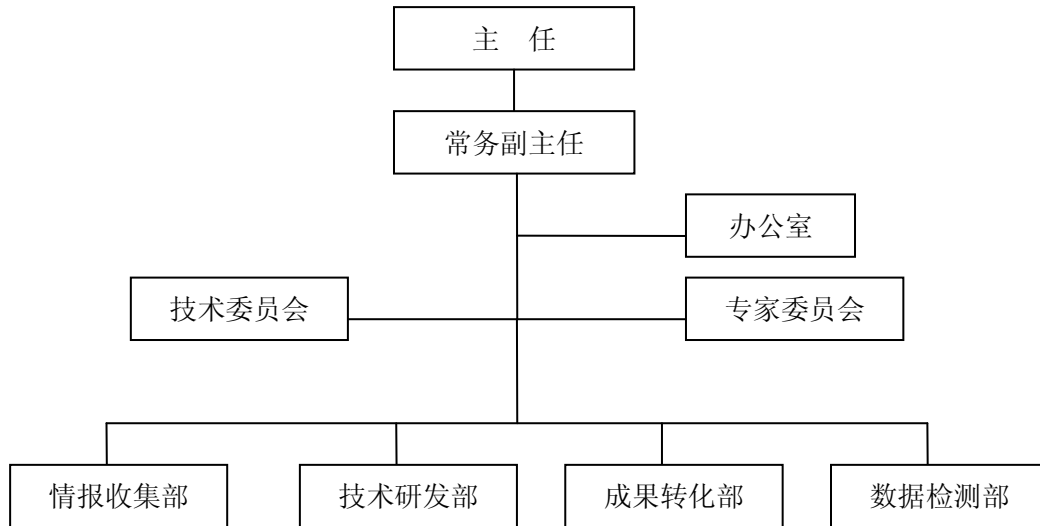 主 任
常务副主任
办公室
技术委员会
专家委员会
情报收集部
技术研发部
成果转化部
数据检测部